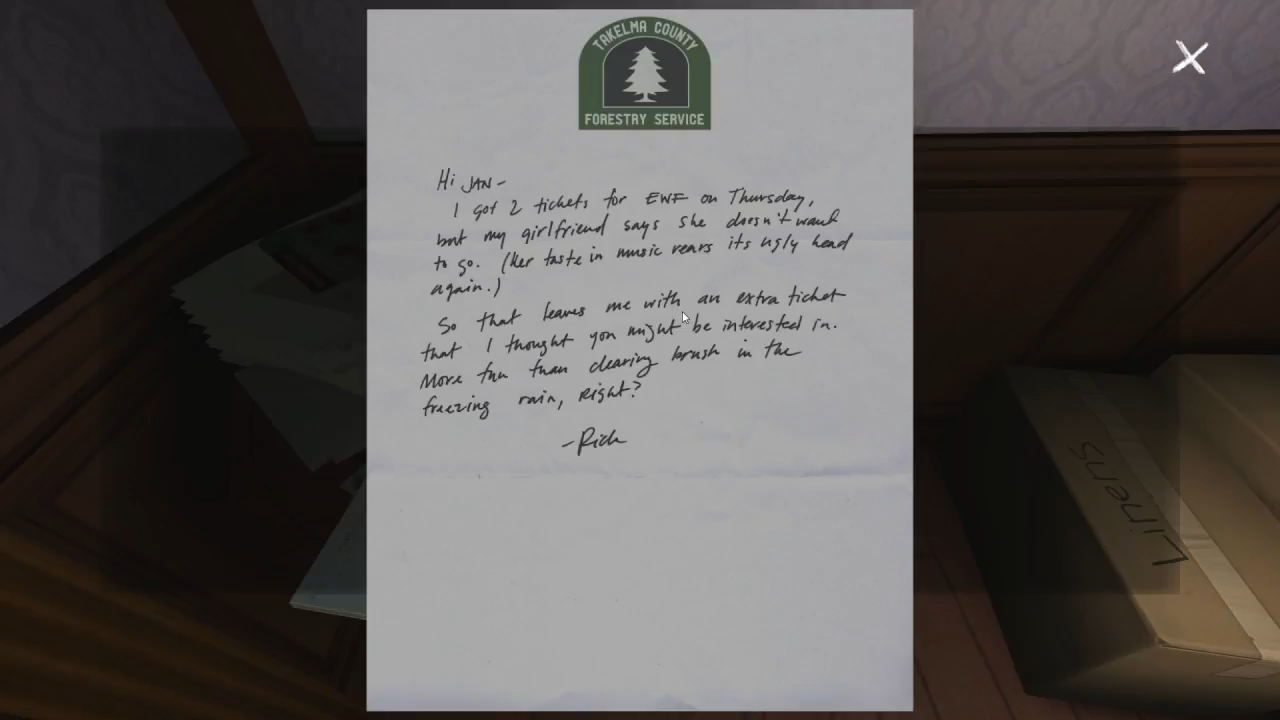 TAKELMA COUNTY
FORESTRY SERVICE
Hi JAN-
I got 2 tickets for EWF on Thursday,
but my girlfriend says she doesn't want
to go. (Her taste in music rears its ugly head
again.)
So that leaves me with an extra ticket
that I thought you might be interested in.
More fun than clearing brush in the
freezing rain, right?
-Rick
Linens